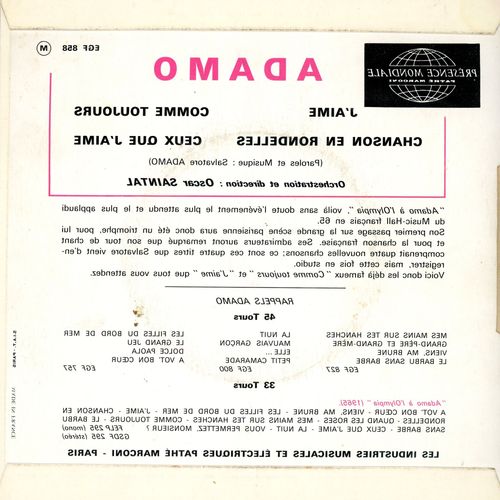 EGF 858 Ⓜ
PRÉSENCE MONDIALE
PATHÉ MARCONI
ADAMO
J'AIME COMME TOUJOURS
CHANSON EN RONDELLES CEUX QUE J'AIME
(Paroles et Musique : Salvatore ADAMO)
Orchestration et direction : Oscar SAINTAL
"Adamo à l'Olympia", voilà sans doute l'événement le plus attendu et le plus applaudi
du Music-Hall français en 65.
Son premier passage sur la grande scène parisienne aura donc été un triomphe, pour lui
et pour la chanson française. Ses admirateurs auront remarqué que son tour de chant
comprenait quatre nouvelles chansons; ce sont ces quatre titres que Salvatore vient d'en-
registrer, mais cette fois en studio.
Voici donc les déjà fameux "Comme toujours" et "J'aime" que tous vous attendez.
RAPPELS ADAMO
45 Tours
MES MAINS SUR TES HANCHES LA NUIT LES FILLES DU BORD DE MER
GRAND-PÈRE ET GRAND-MÈRE MAUVAIS GARÇON LE GRAND JEU
VIENS, MA BRUNE ELLE... DOLCE PAOLA
LE BARBU SANS BARBE PETIT CAMARADE A VOT BON CŒUR
EGF 827 EGF 800 EGF 757
33 Tours
"Adamo à l'Olympia" (1965).
A VOT BON CŒUR - VIENS, MA BRUNE - LES FILLES DU BORD DE MER - J'AIME - CHANSON EN
RONDELLES - QUAND LES ROSES - MES MAINS SUR TES HANCHES - COMME TOUJOURS - LE BARBU
SANS BARBE - CEUX QUE J'AIME - LA NUIT - VOUS PERMETTEZ, MONSIEUR ? FELP 295 (mono)
GSDF 295 (stéréo)
LES INDUSTRIES MUSICALES ET ÉLECTRIQUES PATHÉ MARCONI - PARIS
MADE IN FRANCE